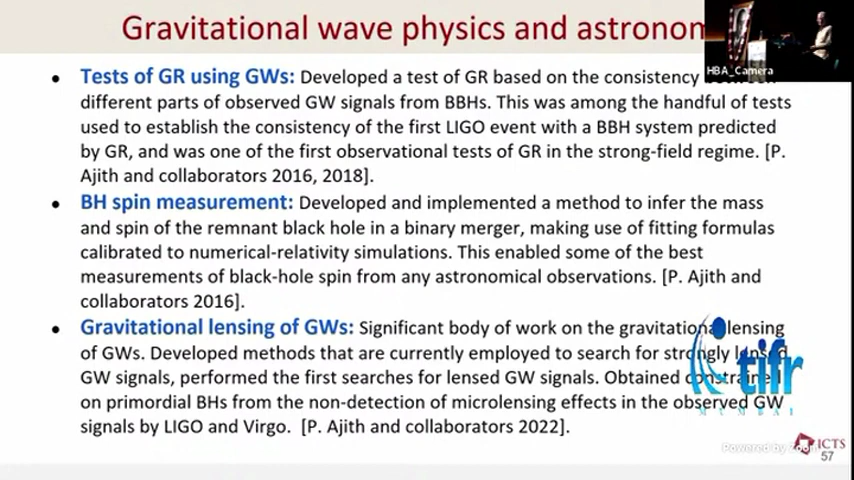 Gravitational wave physics and astronom
HBA_Camera
• Tests of GR using GWs: Developed a test of GR based on the consistency between
different parts of observed GW signals from BBHs. This was among the handful of tests
used to establish the consistency of the first LIGO event with a BBH system predicted
by GR, and was one of the first observational tests of GR in the strong-field regime. [P.
Ajith and collaborators 2016, 2018].
• BH spin measurement: Developed and implemented a method to infer the mass
and spin of the remnant black hole in a binary merger, making use of fitting formulas
calibrated to numerical-relativity simulations. This enabled some of the best
measurements of black-hole spin from any astronomical observations. [P. Ajith and
collaborators 2016].
• Gravitational lensing of GWs: Significant body of work on the gravitational lensing
of GWs. Developed methods that are currently employed to search for strongly lensed
GW signals, performed the first searches for lensed GW signals. Obtained constrained
on primordial BHs from the non-detection of microlensing effects in the observed GW
signals by LIGO and Virgo. [P. Ajith and collaborators 2022].
tifr
Powered by Zoom
ICTS
57